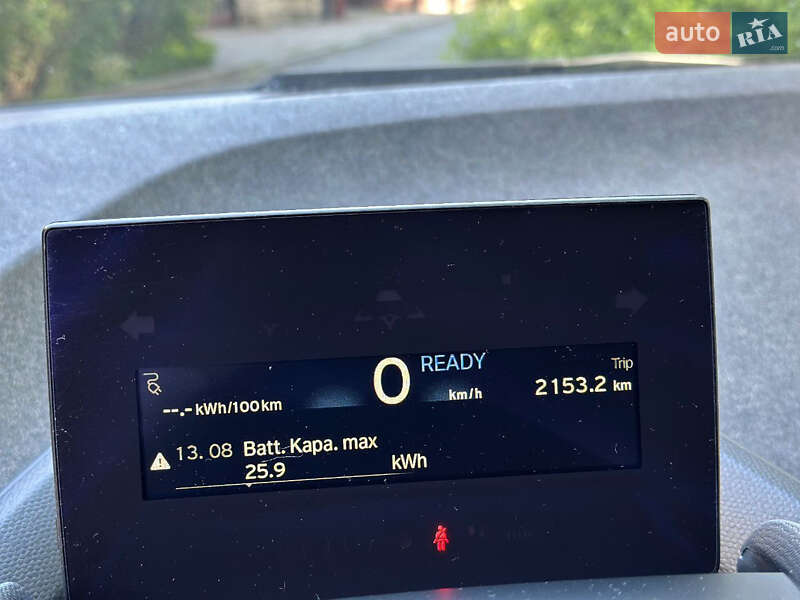 auto RIA .com
READY
Trip
0 km/h
2153.2 km
--.- kWh/100km
13. 08 Batt. Kapa. max
25.9 kWh